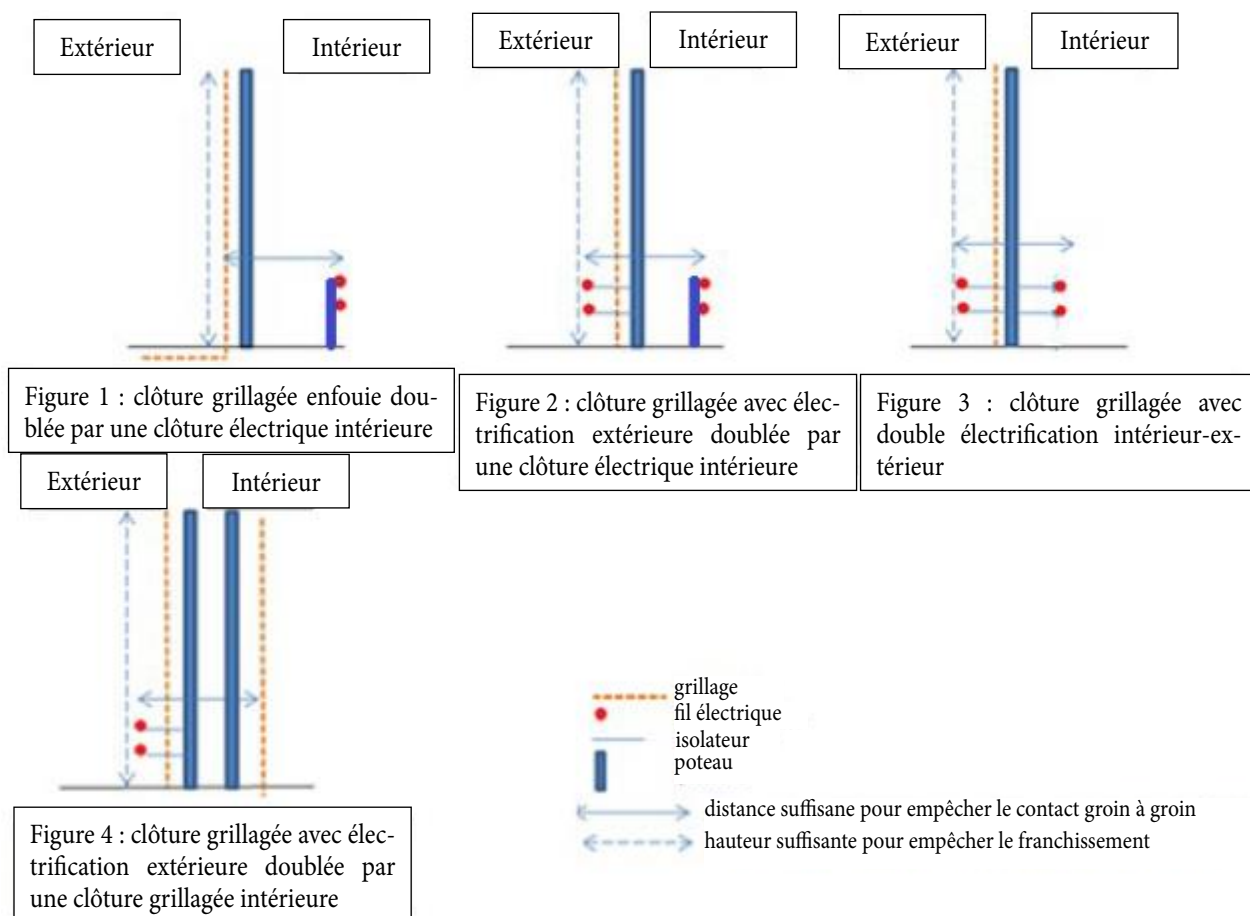 Extérieur
Intérieur
Extérieur
Intérieur
Extérieur
Intérieur
Figure 1 : clôture grillagée enfouie dou-
blée par une clôture électrique intérieure
Figure 2 : clôture grillagée avec élec-
trification extérieure doublée par
une clôture électrique intérieure
Figure 3 : clôture grillagée avec
double électrification intérieur-ex-
térieur
Extérieur
Intérieur
Figure 4 : clôture grillagée avec élec-
trification extérieure doublée par
une clôture grillagée intérieure
grillage
fil électrique
isolateur
poteau
distance suffisane pour empêcher le contact groin à groin
hauteur suffisante pour empêcher le franchissement